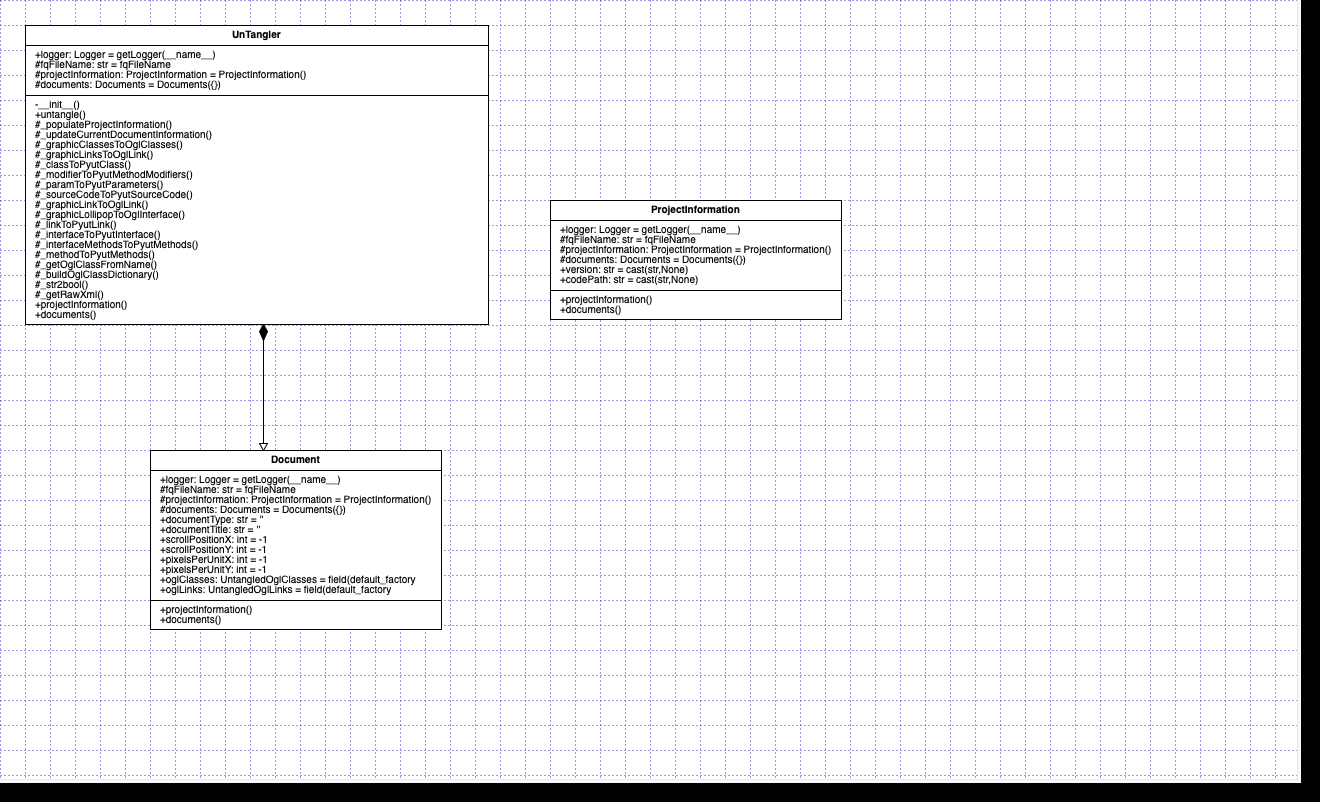 UnTangler
+logger: Logger = getLogger(__name__)
#fqFileName: str = fqFileName
#projectInformation: ProjectInformation = ProjectInformation()
#documents: Documents = Documents({})
-__init__()
+untangle()
#_populateProjectInformation()
#_updateCurrentDocumentInformation()
#_graphicClassesToOglClasses()
#_graphicLinksToOglLink()
#_classToPyutClass()
#_modifierToPyutMethodModifiers()
#_paramToPyutParameters()
#_sourceCodeToPyutSourceCode()
#_graphicLinkToOglLink()
#_graphicLollipopToOglInterface()
#_linkToPyutLink()
#_interfaceToPyutInterface()
#_interfaceMethodsToPyutMethods()
#_methodToPyutMethods()
#_getOglClassFromName()
#_buildOglClassDictionary()
#_str2bool()
#_getRawXml()
+projectInformation()
+documents()
ProjectInformation
+logger: Logger = getLogger(__name__)
#fqFileName: str = fqFileName
#projectInformation: ProjectInformation = ProjectInformation()
#documents: Documents = Documents({})
+version: str = cast(str,None)
+codePath: str = cast(str,None)
+projectInformation()
+documents()
Document
+logger: Logger = getLogger(__name__)
#fqFileName: str = fqFileName
#projectInformation: ProjectInformation = ProjectInformation()
#documents: Documents = Documents({})
+documentType: str = ''
+documentTitle: str = ''
+scrollPositionX: int = -1
+scrollPositionY: int = -1
+pixelsPerUnitX: int = -1
+pixelsPerUnitY: int = -1
+oglClasses: UntangledOglClasses = field(default_factory
+oglLinks: UntangledOglLinks = field(default_factory
+projectInformation()
+documents()